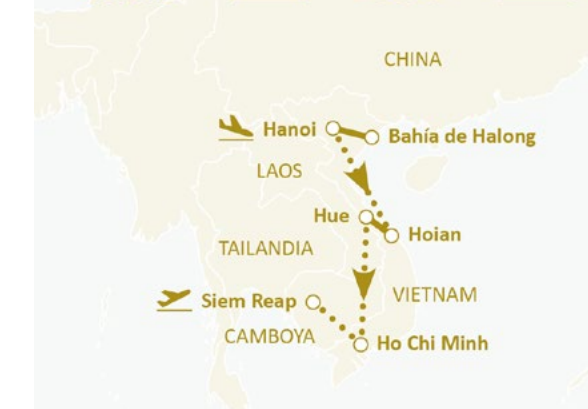 CHINA
Hanoi
Bahía de Halong
LAOS
Hue
Hoian
TAILANDIA
VIETNAM
Siem Reap
CAMBOYA
Ho Chi Minh